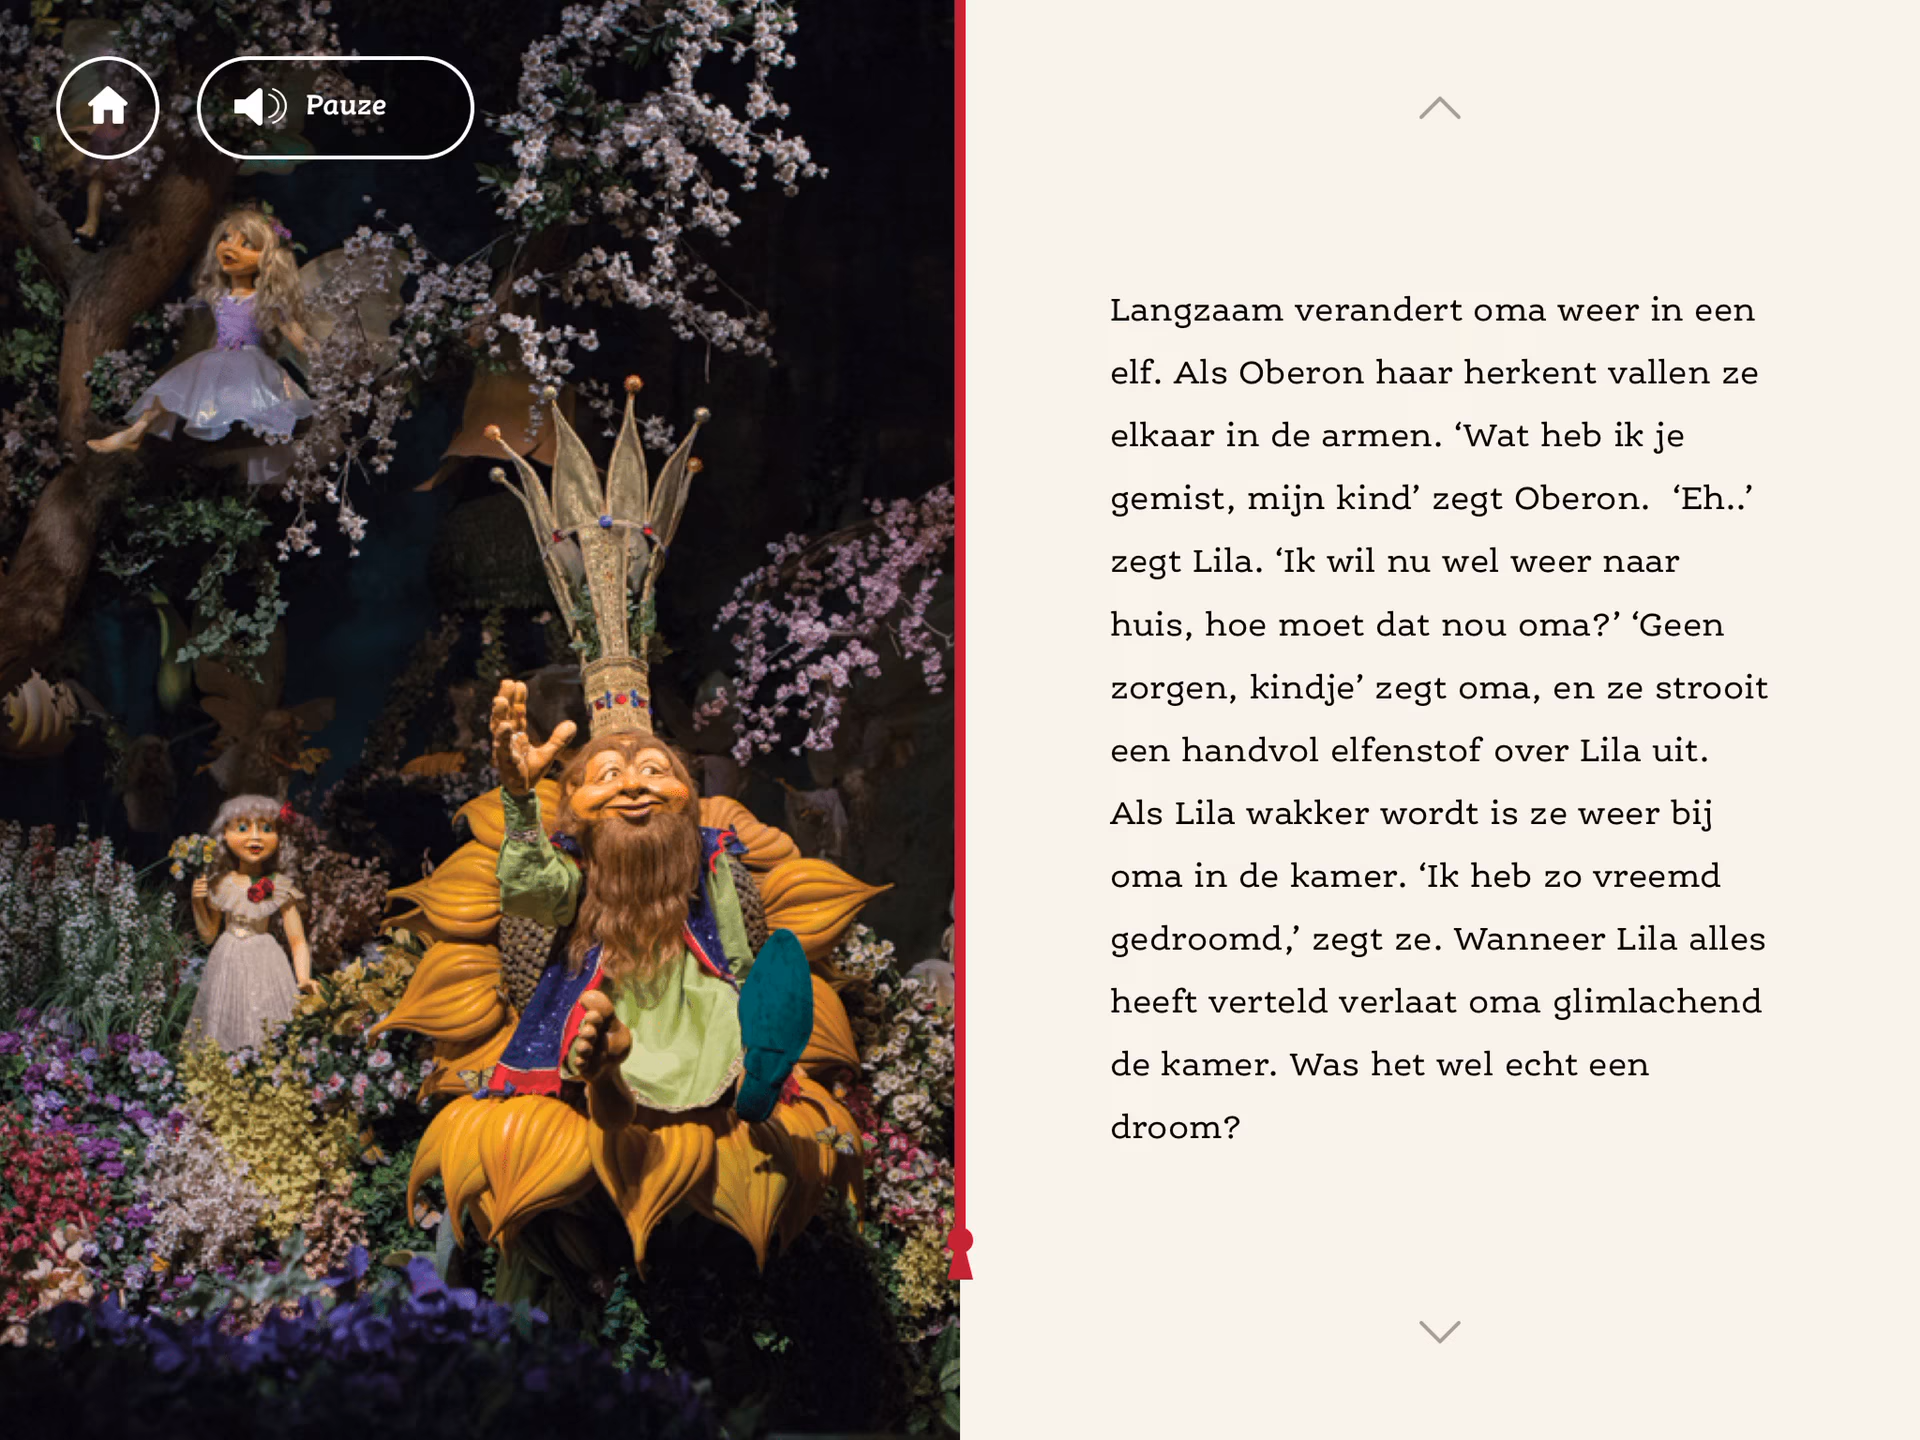 Pauze
Langzaam verandert oma weer in een
elf. Als Oberon haar herkent vallen ze
elkaar in de armen. ‘Wat heb ik je
gemist, mijn kind’ zegt Oberon.  ‘Eh..’
zegt Lila. ‘Ik wil nu wel weer naar
huis, hoe moet dat nou oma?’ ‘Geen
zorgen, kindje’ zegt oma, en ze strooit
een handvol elfenstof over Lila uit.
Als Lila wakker wordt is ze weer bij
oma in de kamer. ‘Ik heb zo vreemd
gedroomd,’ zegt ze. Wanneer Lila alles
heeft verteld verlaat oma glimlachend
de kamer. Was het wel echt een
droom?